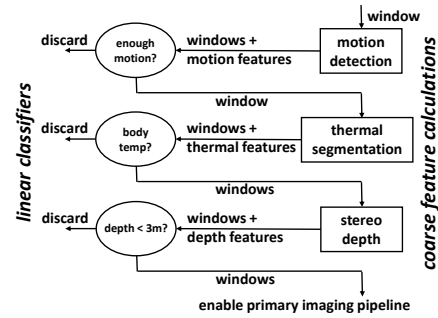 window
discard
enough
motion?
windows +
motion features
motion
detection
window
discard
body
temp?
windows +
thermal features
thermal
segmentation
windows
discard
depth < 3m?
windows +
depth features
stereo
depth
windows
enable primary imaging pipeline
linear classifiers
coarse feature calculations